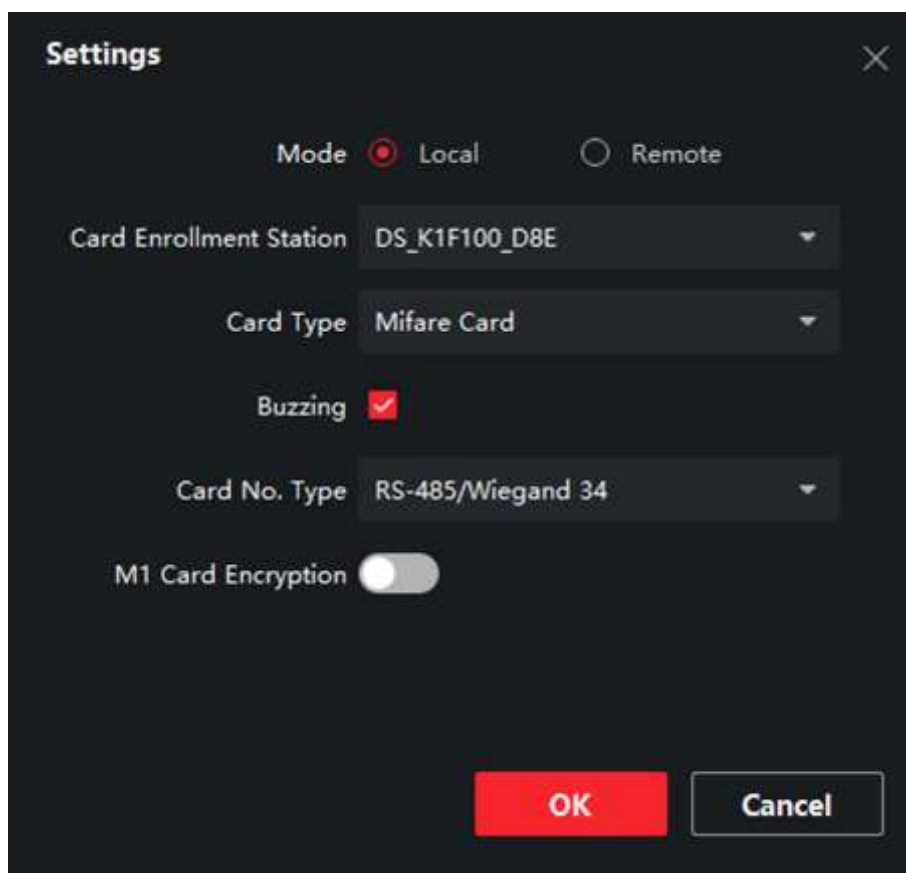 Settings
Mode Local Remote
Card Enrollment Station DS_K1F100_D8E
Card Type Mifare Card
Buzzing
Card No. Type RS-485/Wiegand 34
M1 Card Encryption
OK Cancel